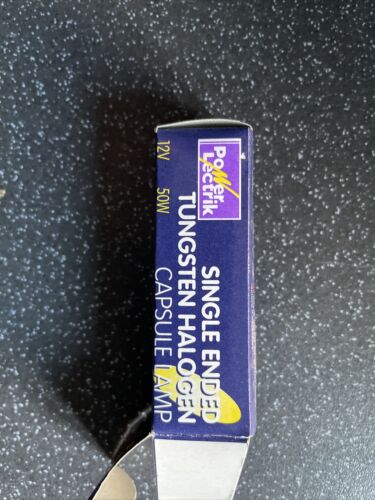 Power
Lectrik
SINGLE ENDED
TUNGSTEN HALOGEN
CAPSULE LAMP
12V 50W